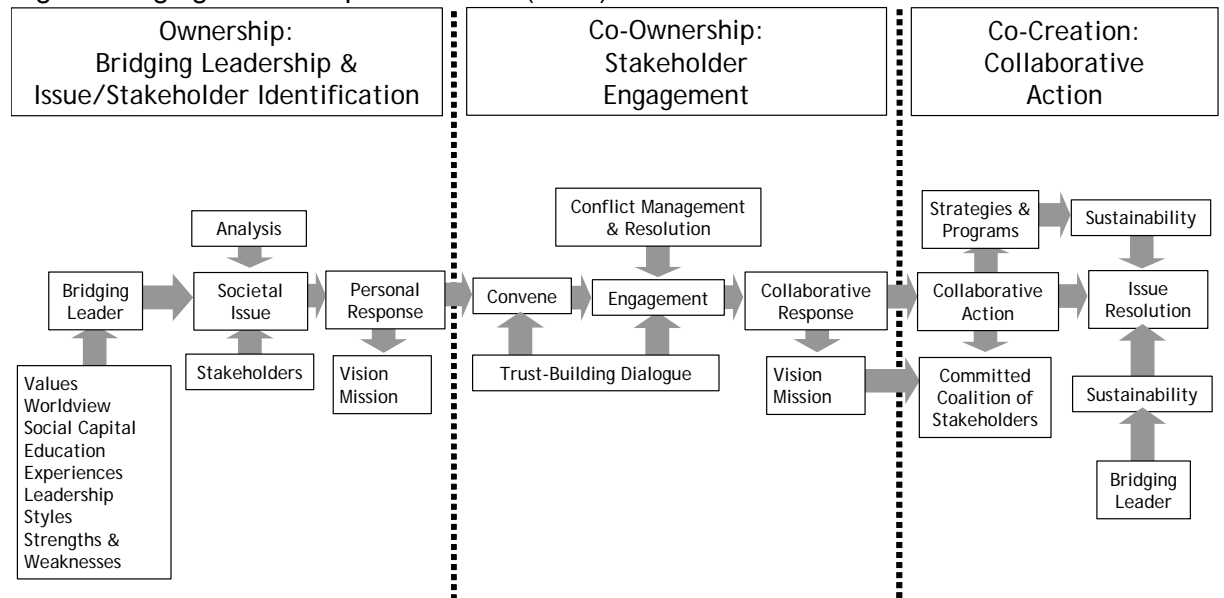 Ownership:
Bridging Leadership &
Issue/Stakeholder Identification
Co-Ownership:
Stakeholder
Engagement
Co-Creation:
Collaborative
Action
Analysis
Bridging
Leader
Societal
Issue
Personal
Response
Stakeholders
Vision
Mission
Values
Worldview
Social Capital
Education
Experiences
Leadership
Styles
Strengths &
Weaknesses
Conflict Management
& Resolution
Convene
Engagement
Collaborative
Response
Trust-Building Dialogue
Vision
Mission
Strategies &
Programs
Sustainability
Collaborative
Action
Issue
Resolution
Committed
Coalition of
Stakeholders
Sustainability
Bridging
Leader